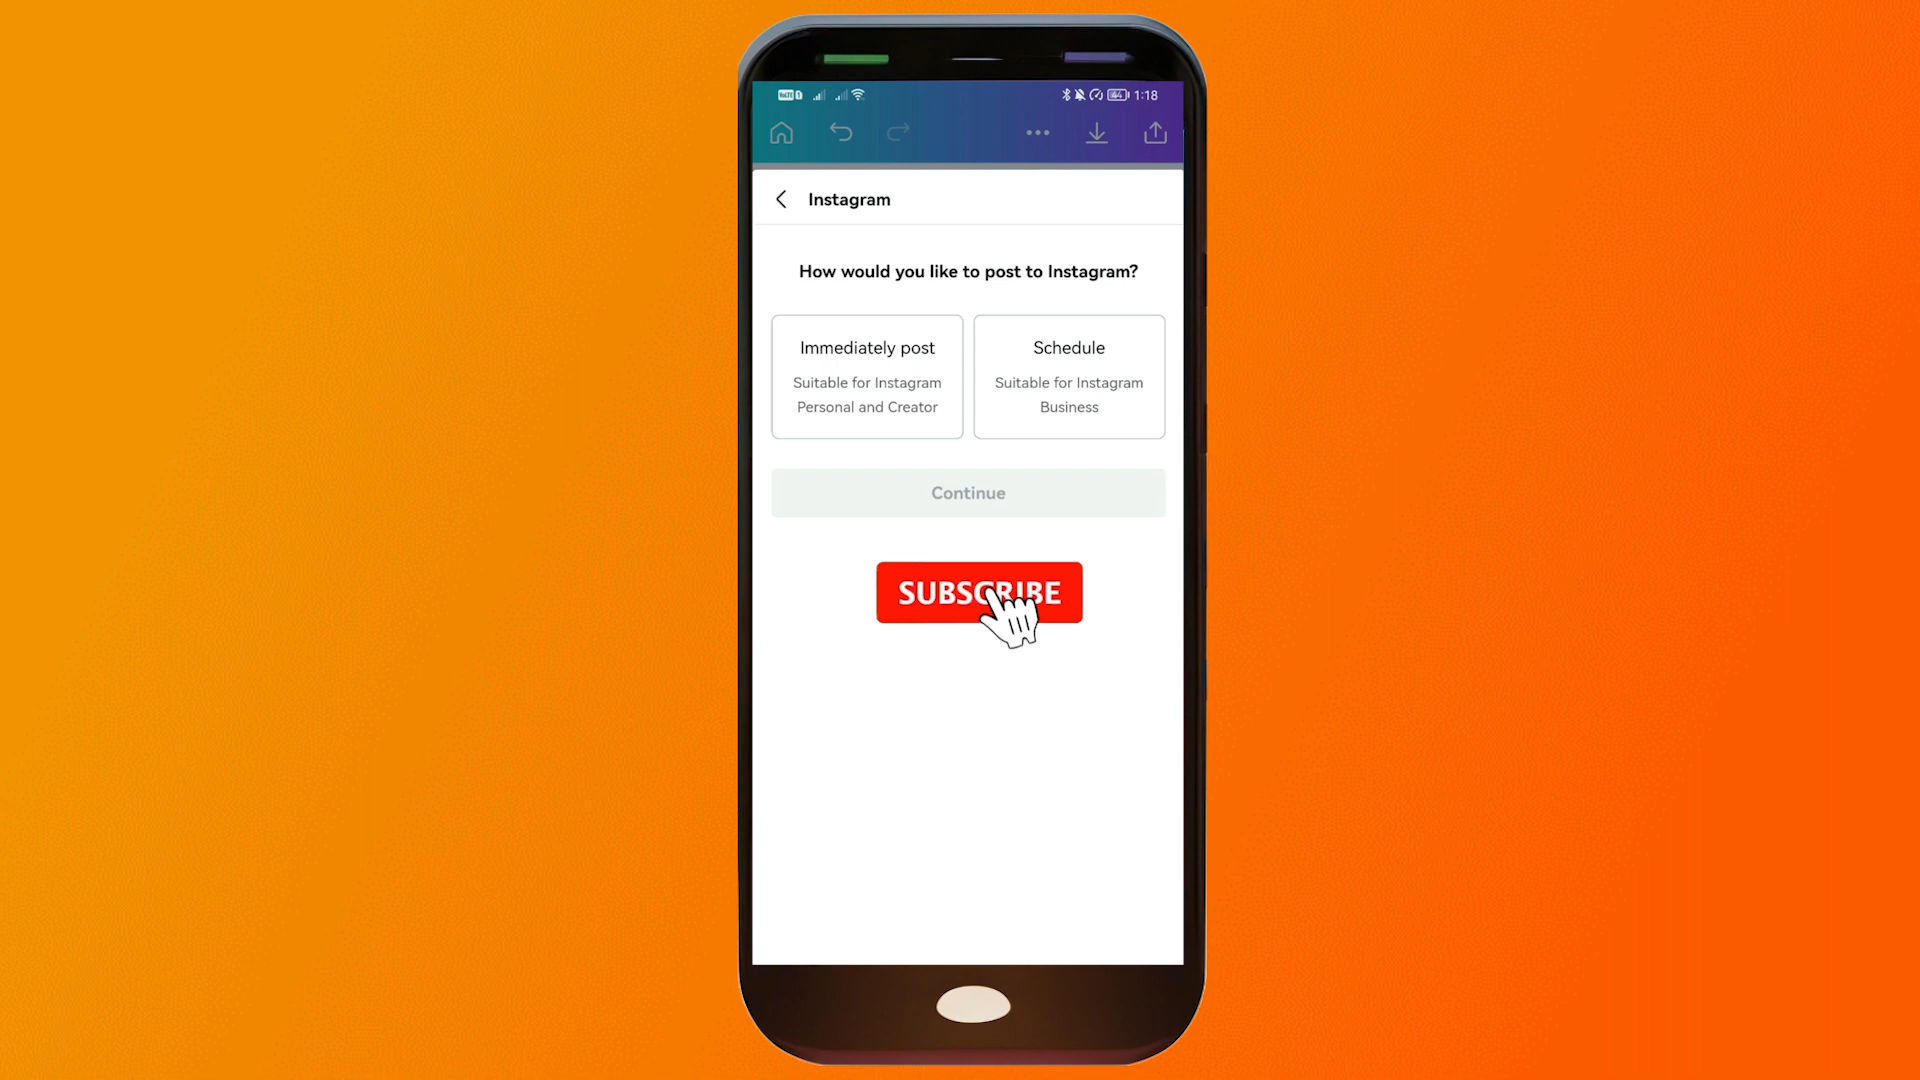 1:18
Instagram
How would you like to post to Instagram?
Immediately post
Suitable for Instagram
Personal and Creator
Schedule
Suitable for Instagram
Business
Continue
SUBSCRIBE